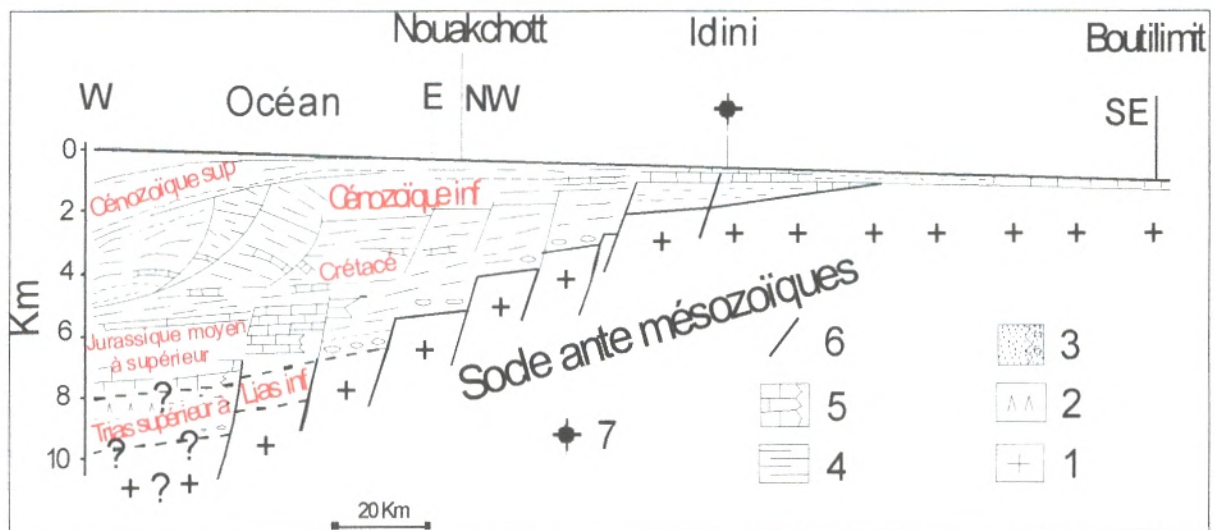 Nouakchott Idini Boutilimit
W Océan E NW SE
0
2
4
6
8
10
Km
Cénozoïque sup
Cénozoïque inf
Crétacé
Jurassique moyen
à supérieur
Trias supérieur à Lias inf
? ? ? ?
Socle ante mésozoïques
6 3
5 2
7 4 1
20 Km